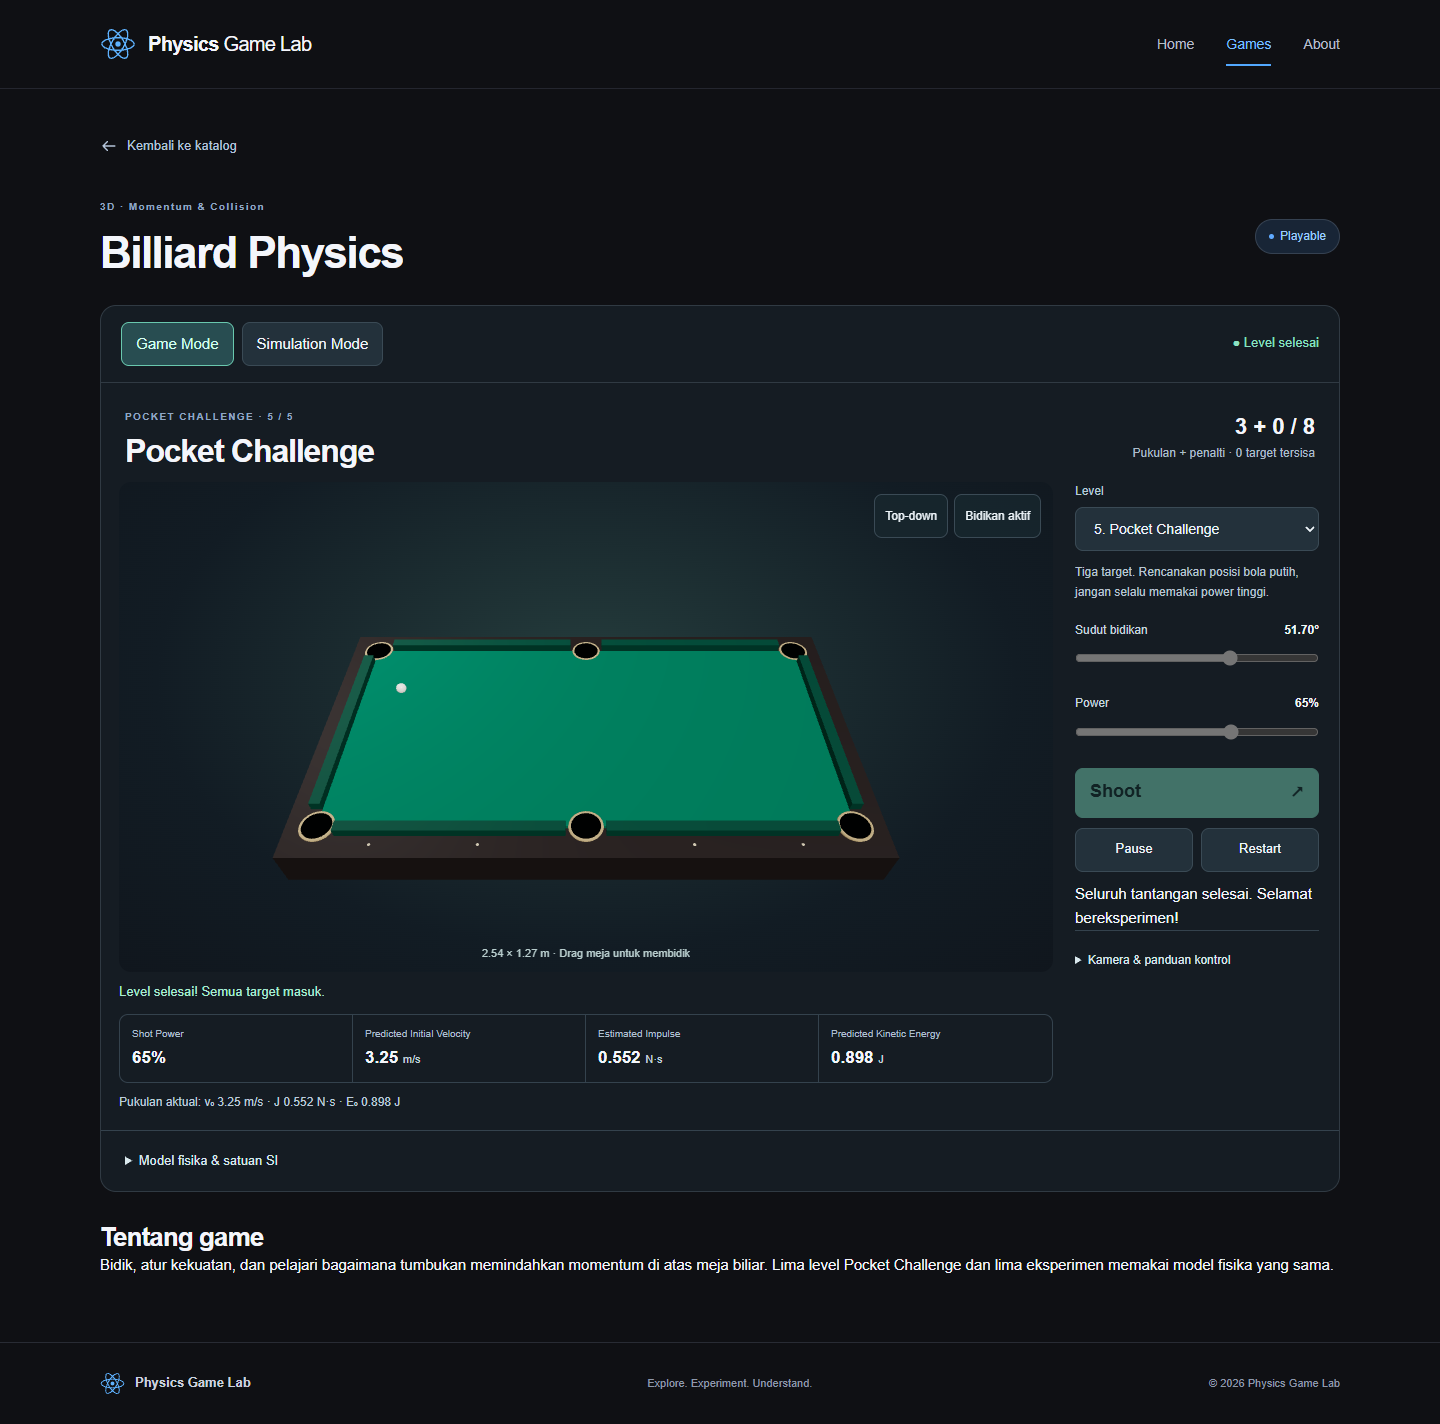 Physics Game Lab
Home
Games
About
Kembali ke katalog
3D · Momentum & Collision
Billiard Physics
Playable
Game Mode
Simulation Mode
Level selesai
POCKET CHALLENGE · 5 / 5
Pocket Challenge
3 + 0 / 8
Pukulan + penalti · 0 target tersisa
Top-down
Bidikan aktif
2.54 × 1.27 m · Drag meja untuk membidik
Level
5. Pocket Challenge
Tiga target. Rencanakan posisi bola putih,
jangan selalu memakai power tinggi.
Sudut bidikan
51.70°
Power
65%
Shoot ↗
Pause
Restart
Seluruh tantangan selesai. Selamat
bereksperimen!
Kamera & panduan kontrol
Level selesai! Semua target masuk.
Shot Power
65%
Predicted Initial Velocity
3.25 m/s
Estimated Impulse
0.552 N·s
Predicted Kinetic Energy
0.898 J
Pukulan aktual: v₀ 3.25 m/s · J 0.552 N·s · E₀ 0.898 J
Model fisika & satuan SI
Tentang game
Bidik, atur kekuatan, dan pelajari bagaimana tumbukan memindahkan momentum di atas meja biliar. Lima level Pocket Challenge dan lima eksperimen memakai model fisika yang sama.
Physics Game Lab
Explore. Experiment. Understand.
© 2026 Physics Game Lab